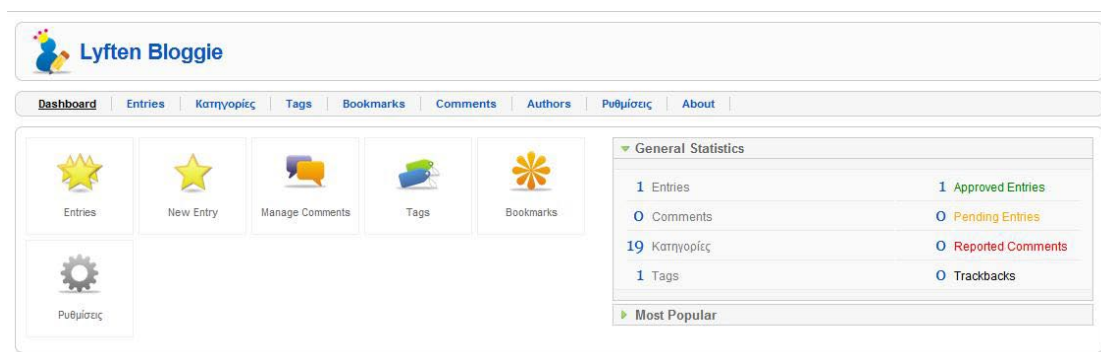 Lyften Bloggie
Dashboard Entries Κατηγορίες Tags Bookmarks Comments Authors Ρυθμίσεις About
Entries New Entry Manage Comments Tags Bookmarks
Ρυθμίσεις
General Statistics
1 Entries 1 Approved Entries
0 Comments 0 Pending Entries
19 Κατηγορίες 0 Reported Comments
1 Tags 0 Trackbacks
Most Popular